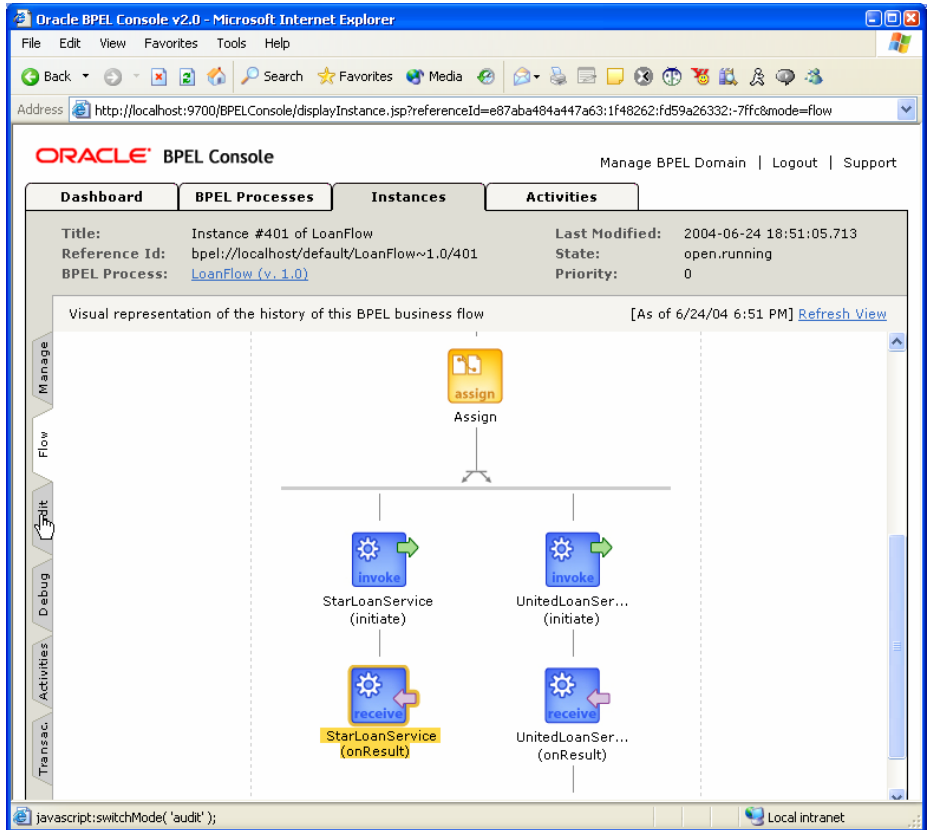 Oracle BPEL Console v2.0 - Microsoft Internet Explorer
File Edit View Favorites Tools Help
Back Search Favorites Media
Address http://localhost:9700/BPELConsole/displayInstance.jsp?referenceId=e87aba484a447a63:1f48262:fd59a26332:-7ffc&mode=flow
ORACLE BPEL Console
Manage BPEL Domain | Logout | Support
Dashboard BPEL Processes Instances Activities
Title: Instance #401 of LoanFlow Last Modified: 2004-06-24 18:51:05.713
Reference Id: bpel://localhost/default/LoanFlow~1.0/401 State: open.running
BPEL Process: LoanFlow (v. 1.0) Priority: 0
Visual representation of the history of this BPEL business flow [As of 6/24/04 6:51 PM] Refresh View
Manage
Flow
Debug
Activities
Transac.
assign
Assign
invoke invoke
StarLoanService UnitedLoanSer...
(initiate) (initiate)
receive receive
StarLoanService UnitedLoanSer...
(onResult) (onResult)
javascript:switchMode( 'audit' ); Local intranet